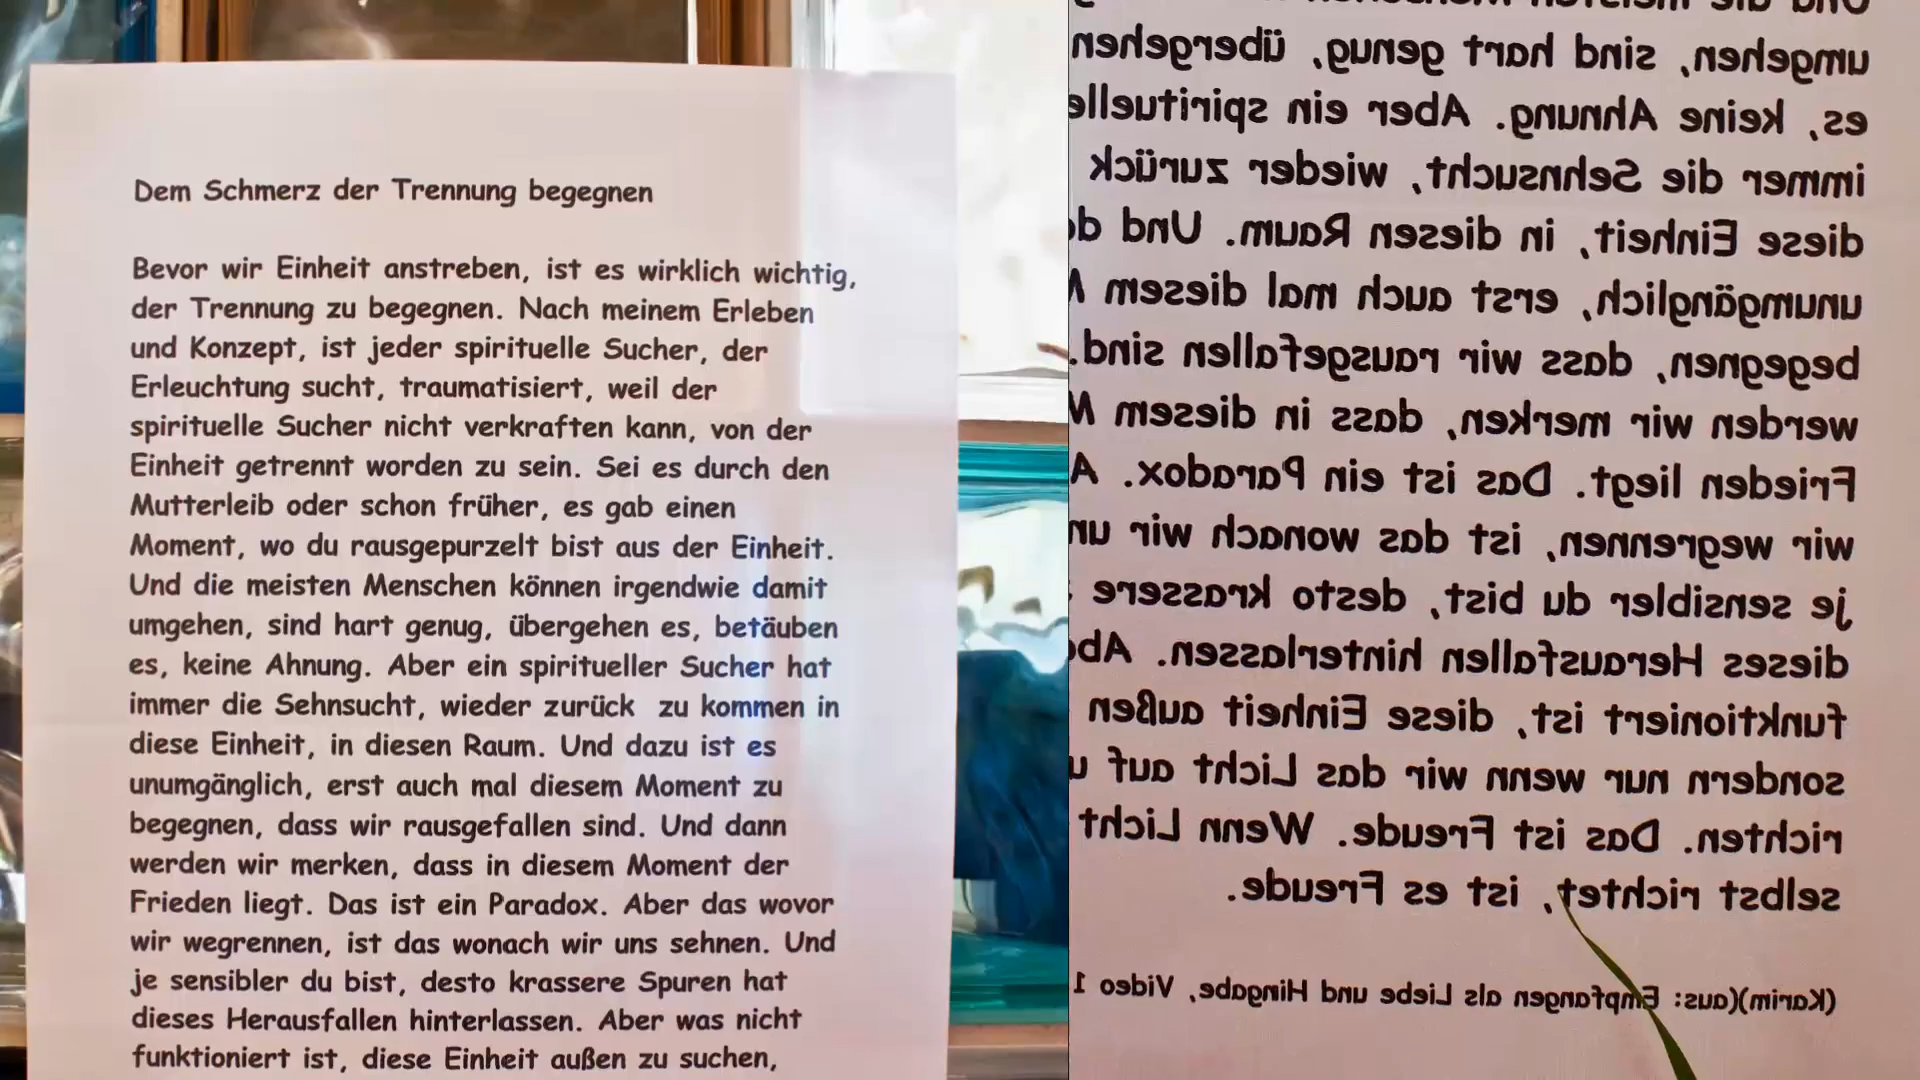 Dem Schmerz der Trennung begegnen
Bevor wir Einheit anstreben, ist es wirklich wichtig,
der Trennung zu begegnen. Nach meinem Erleben
und Konzept, ist jeder spirituelle Sucher, der
Erleuchtung sucht, traumatisiert, weil der
spirituelle Sucher nicht verkraften kann, von der
Einheit getrennt worden zu sein. Sei es durch den
Mutterleib oder schon früher, es gab einen
Moment, wo du rausgepurzelt bist aus der Einheit.
Und die meisten Menschen können irgendwie damit
umgehen, sind hart genug, übergehen es, betäuben
es, keine Ahnung. Aber ein spiritueller Sucher hat
immer die Sehnsucht, wieder zurück zu kommen in
diese Einheit, in diesen Raum. Und dazu ist es
unumgänglich, erst auch mal diesem Moment zu
begegnen, dass wir rausgefallen sind. Und dann
werden wir merken, dass in diesem Moment der
Frieden liegt. Das ist ein Paradox. Aber das wovor
wir wegrennen, ist das wonach wir uns sehnen. Und
je sensibler du bist, desto krassere Spuren hat
dieses Herausfallen hinterlassen. Aber was nicht
funktioniert ist, diese Einheit außen zu suchen,
umgehen, sind hart genug, übergehen
es, keine Ahnung. Aber ein spirituelle
immer die Sehnsucht, wieder zurück
diese Einheit, in diesen Raum. Und
unumgänglich, erst auch mal diesem
begegnen, dass wir rausgefallen sind.
werden wir merken, dass in diesem
Frieden liegt. Das ist ein Paradox. A
wir wegrennen, ist das wonach wir un
je sensibler du bist, desto krassere
dieses Herausfallen hinterlassen. Ab
funktioniert ist, diese Einheit außen
sondern nur wenn wir das Licht auf u
richten. Das ist Freude. Wenn Licht
selbst richtet, ist es Freude.
(Karim)(aus: Empfangen als Liebe und Hingabe, Video 1